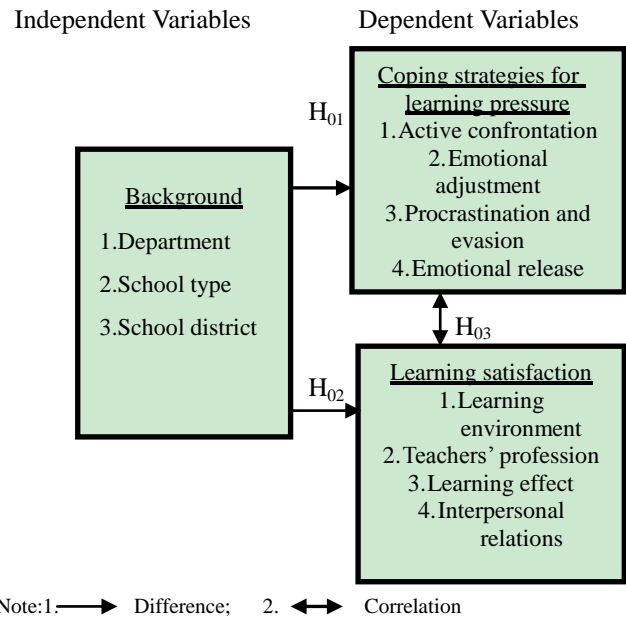 Independent Variables
Dependent Variables
Background
1.Department
2.School type
3.School district
H01
H02
Coping strategies for
learning pressure
1.Active confrontation
2.Emotional
adjustment
3.Procrastination and
evasion
4.Emotional release
H03
Learning satisfaction
1.Learning
environment
2.Teachers’ profession
3.Learning effect
4.Interpersonal
relations
Note:1. Difference; 2. Correlation